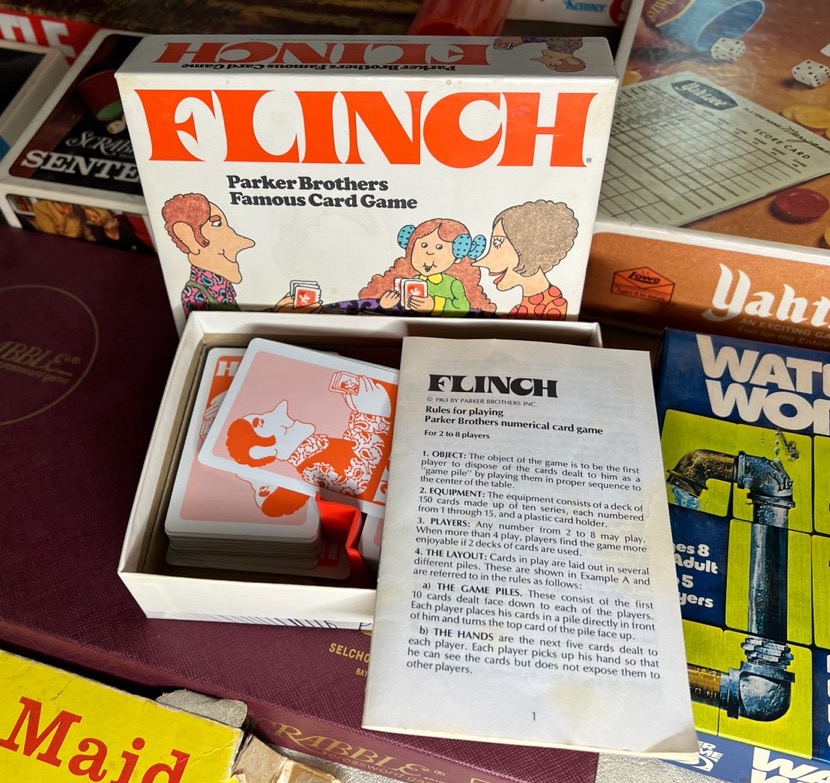 Kenner
FLINCH
Parker Brothers Famous Card Game
FLINCH®
Parker Brothers
Famous Card Game
SCRABBLE
SENTE
Yahtzee
SCORE CARD
lowe
Yaht
AN EXCITING GA
WAT
WO
es 8
Adult
5
yers
FLINCH
© 1963 BY PARKER BROTHERS INC.
Rules for playing
Parker Brothers numerical card game
For 2 to 8 players
1. OBJECT: The object of the game is to be the first
player to dispose of the cards dealt to him as a
"game pile" by playing them in proper sequence to
the center of the table.
2. EQUIPMENT: The equipment consists of a deck of
150 cards made up of ten series, each numbered
from 1 through 15, and a plastic card holder.
3. PLAYERS: Any number from 2 to 8 may play.
When more than 4 play, players find the game more
enjoyable if 2 decks of cards are used.
4. THE LAYOUT: Cards in play are laid out in several
different piles. These are shown in Example A and
are referred to in the rules as follows:
a) THE GAME PILES. These consist of the first
10 cards dealt face down to each of the players.
Each player places his cards in a pile directly in front
of him and turns the top card of the pile face up.
b) THE HANDS are the next five cards dealt to
each player. Each player picks up his hand so that
he can see the cards but does not expose them to
other players.
1
H
BBLE®
SELCHO
BAY
SCRABBLE®
Maid
WA